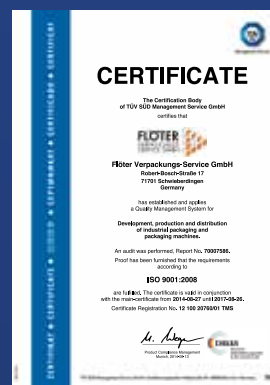 CERTIFICATE
The Certification Body
of TÜV SÜD Management Service GmbH
certifies that
FLÖTER
Flöter Verpackungs-Service GmbH
Robert-Bosch-Straße 17
71701 Schwieberdingen
Germany
has established and applies
a Quality Management System for
Development, production and distribution
of industrial packaging and
packaging machines.
An audit was performed, Report No. 70007586.
Proof has been furnished that the requirements
according to
ISO 9001:2008
are fulfilled. The certificate is valid in conjunction
with the main-certificate from 2014-08-27 until 2017-08-26.
Certificate Registration No. 12 100 20760/01 TMS
Product Compliance Management